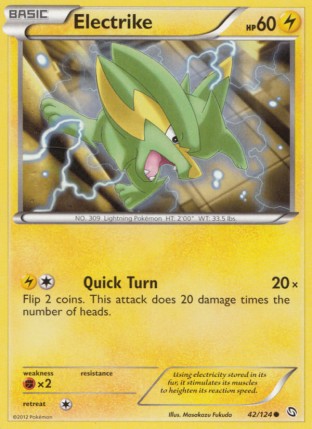 BASIC
Electrike
HP60
NO. 309 Lightning Pokémon HT: 2'00" WT: 33.5 lbs.
Quick Turn 20×
Flip 2 coins. This attack does 20 damage times the
number of heads.
weakness resistance
×2
retreat
Using electricity stored in its
fur, it stimulates its muscles
to heighten its reaction speed.
©2012 Pokémon
Illus. Masakazu Fukuda
42/124